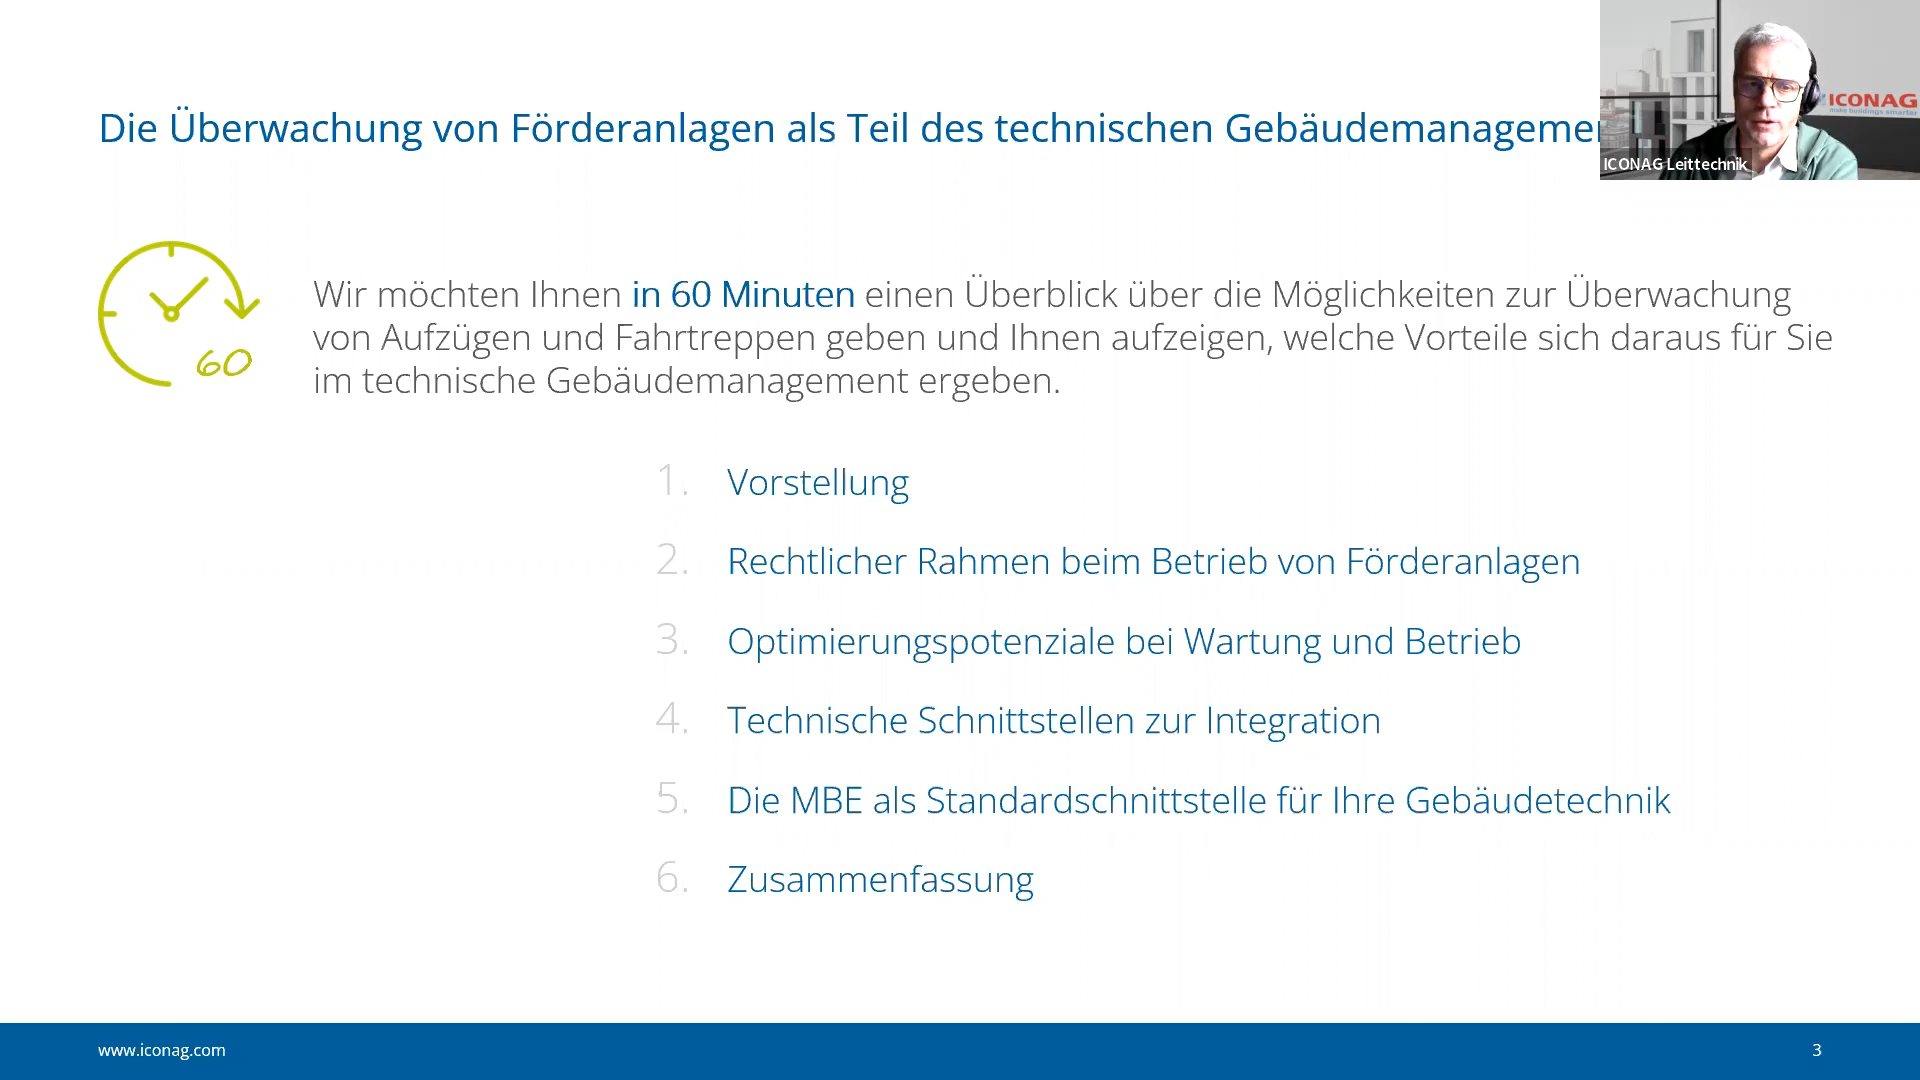 Die Überwachung von Förderanlagen als Teil des technischen
ICONAG
make buildings smarter
ICONAG Leittechnik
60
Wir möchten Ihnen in 60 Minuten einen Überblick über die Möglichkeiten zur Überwachung
von Aufzügen und Fahrtreppen geben und Ihnen aufzeigen, welche Vorteile sich daraus für Sie
im technische Gebäudemanagement ergeben.
1. Vorstellung
2. Rechtlicher Rahmen beim Betrieb von Förderanlagen
3. Optimierungspotenziale bei Wartung und Betrieb
4. Technische Schnittstellen zur Integration
5. Die MBE als Standardschnittstelle für Ihre Gebäudetechnik
6. Zusammenfassung
www.iconag.com
3